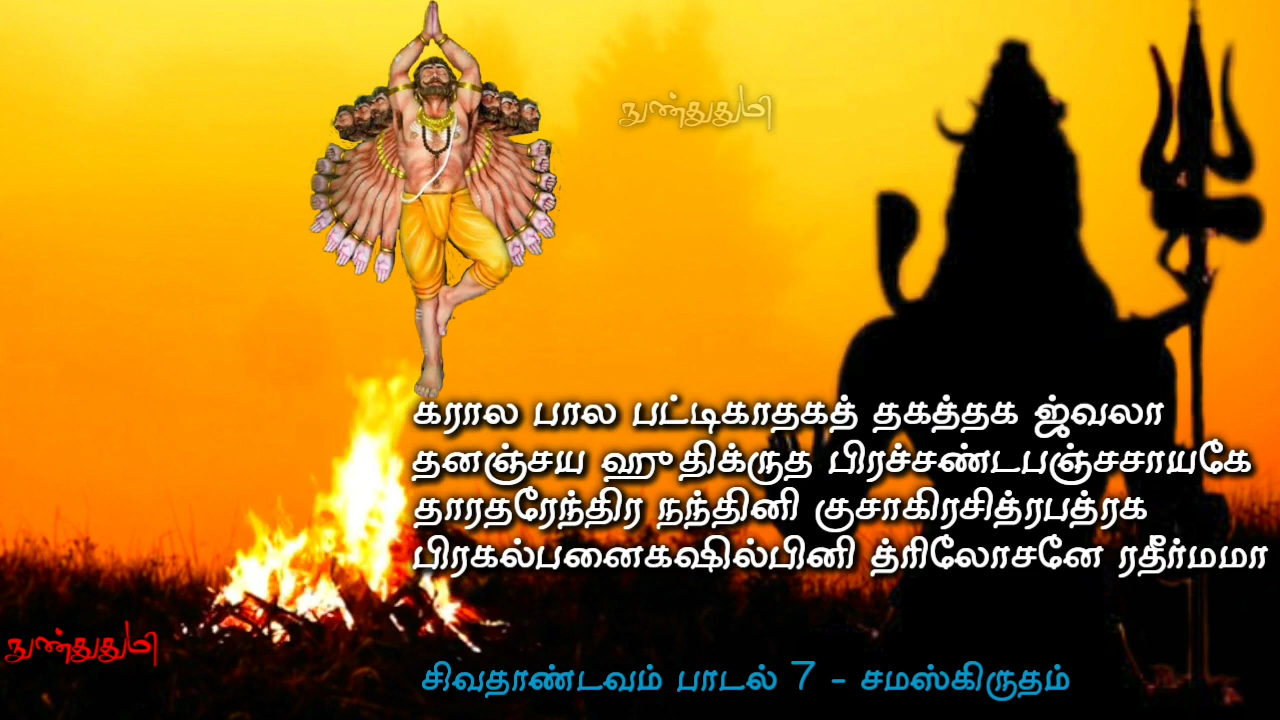 நுண்துதுமி
கரால பால பட்டிகாதகத் தகத்தக ஜ்வலா
தனஞ்சய ஹுதிக்ருத பிரச்சண்டபஞ்சசாயகே
தாரதரேந்திர நந்தினி குசாகிரசித்ரபத்ரக
பிரகல்பனைகஷில்பினி த்ரிலோசனே ரதீர்மமா
நுண்துதுமி
சிவதாண்டவம் பாடல் 7 - சமஸ்கிருதம்